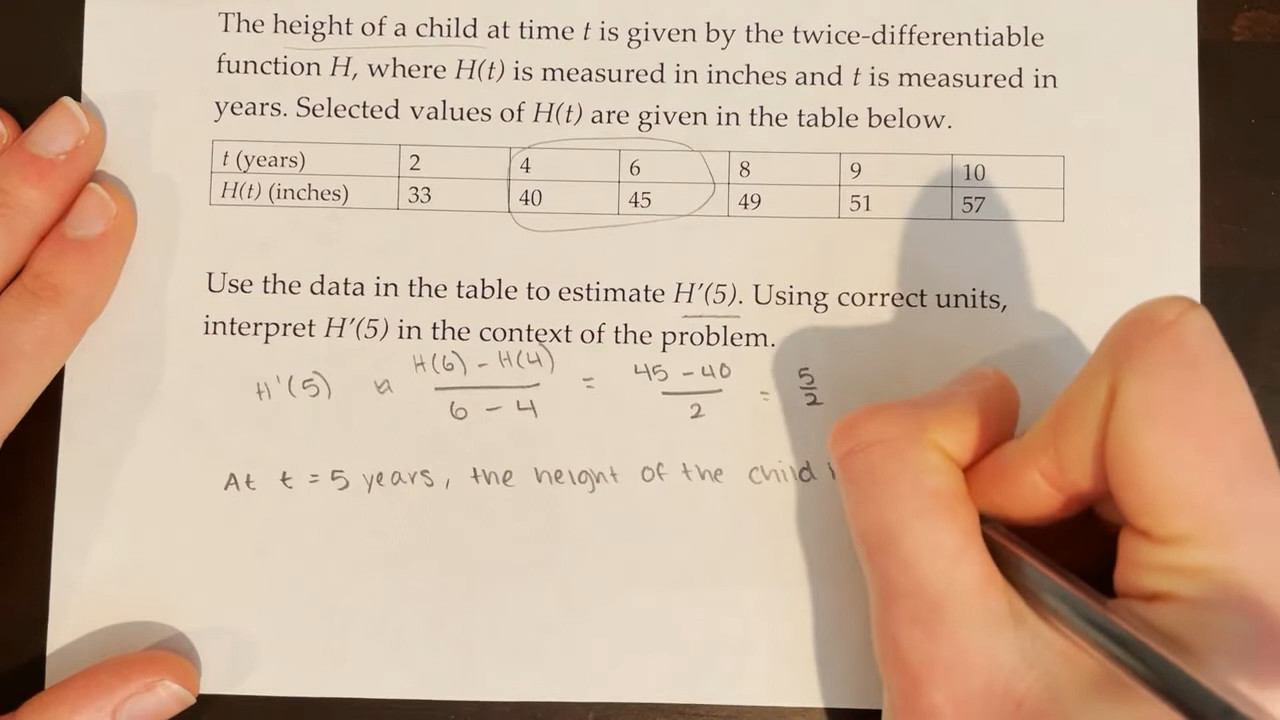 The height of a child at time t is given by the twice-differentiable
function H, where H(t) is measured in inches and t is measured in
years. Selected values of H(t) are given in the table below.
t (years) 2 4 6 8 9 10
H(t) (inches) 33 40 45 49 51 57
Use the data in the table to estimate H'(5). Using correct units,
interpret H'(5) in the context of the problem.
H'(5) ≈ H(6) - H(4) / 6 - 4 = 45 - 40 / 2 = 5/2
At t = 5 years, the height of the child